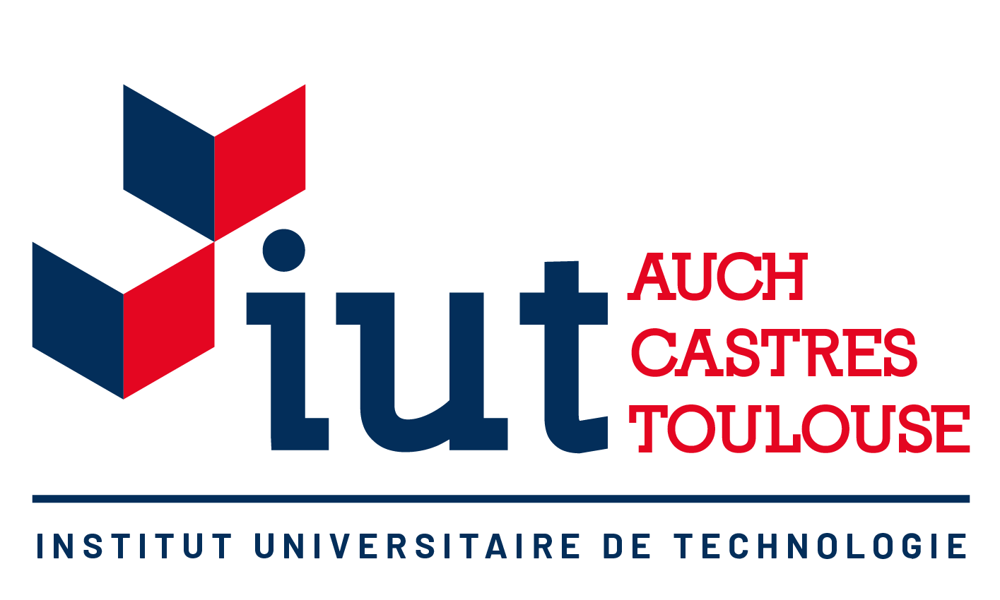 iut
AUCH
CASTRES
TOULOUSE
INSTITUT UNIVERSITAIRE DE TECHNOLOGIE